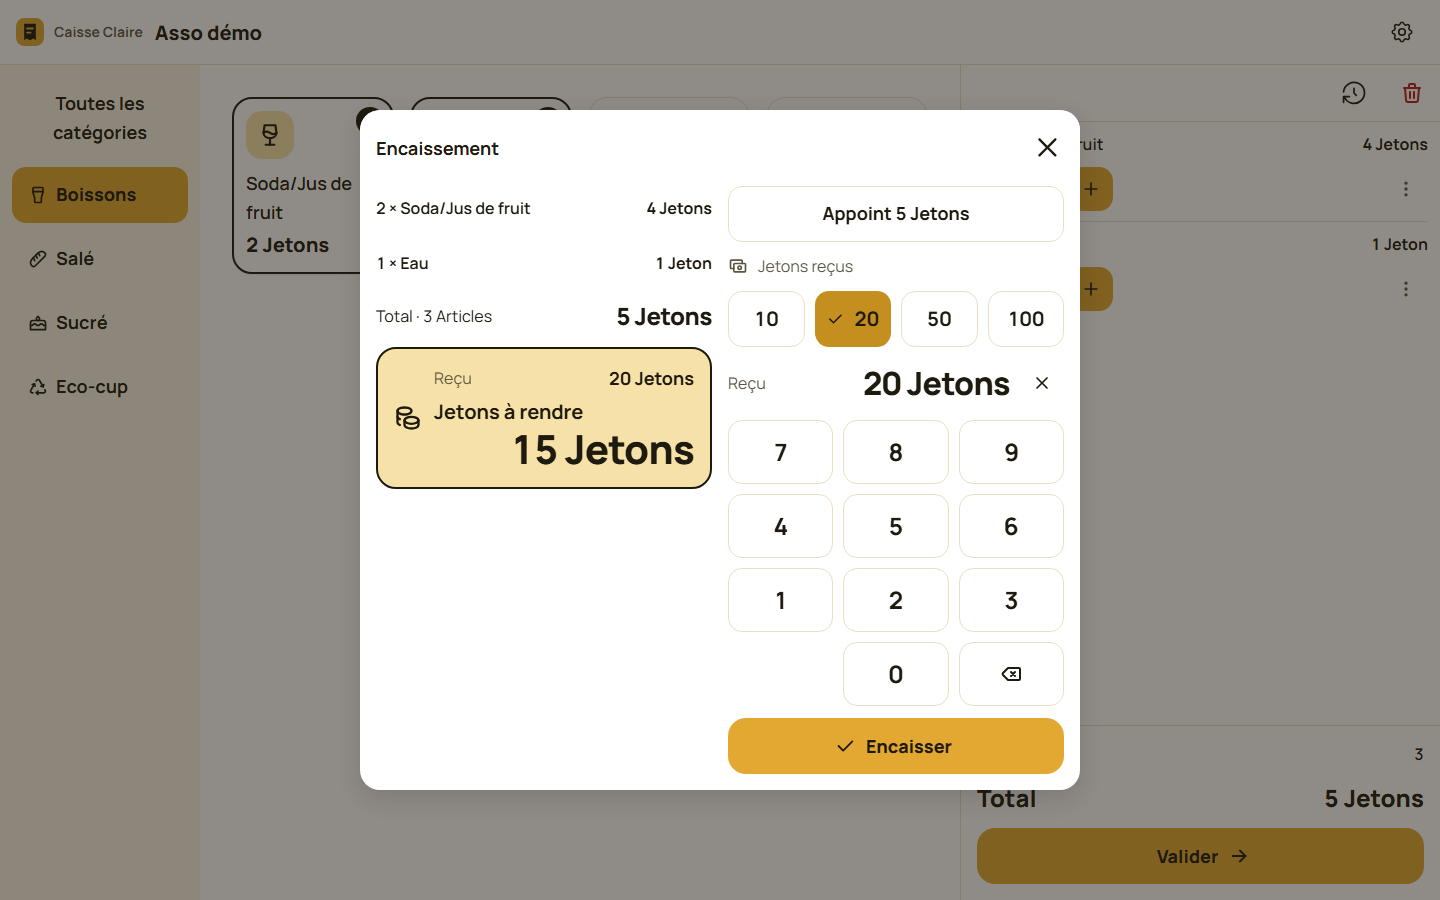 Caisse Claire Asso démo
Toutes les
catégories
Boissons
Salé
Sucré
Eco-cup
Soda/Jus de
fruit
2 Jetons
Encaissement
2 × Soda/Jus de fruit 4 Jetons
1 × Eau 1 Jeton
Total · 3 Articles 5 Jetons
Reçu 20 Jetons
Jetons à rendre
15 Jetons
Appoint 5 Jetons
Jetons reçus
10 20 50 100
Reçu 20 Jetons
7 8 9
4 5 6
1 2 3
0
Encaisser
4 Jetons
1 Jeton
3
Total 5 Jetons
Valider